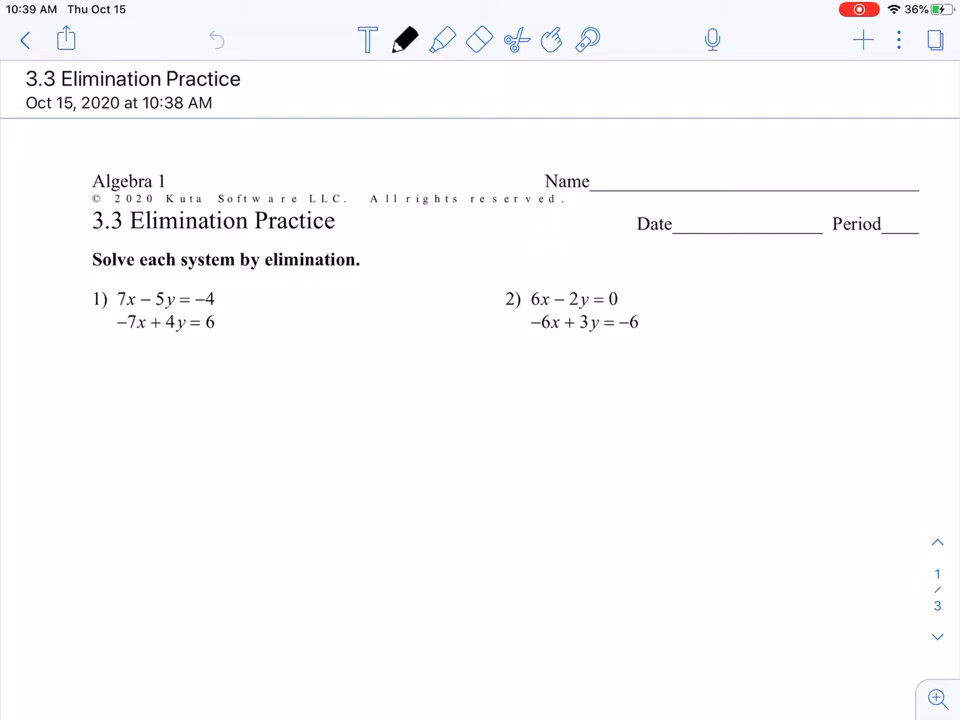 10:39 AM Thu Oct 15
36%
3.3 Elimination Practice
Oct 15, 2020 at 10:38 AM
Algebra 1
Name
© 2020 Kuta Software LLC. All rights reserved.
3.3 Elimination Practice
Date Period
Solve each system by elimination.
1) 7x − 5y = −4
−7x + 4y = 6
2) 6x − 2y = 0
−6x + 3y = −6
1
/
3